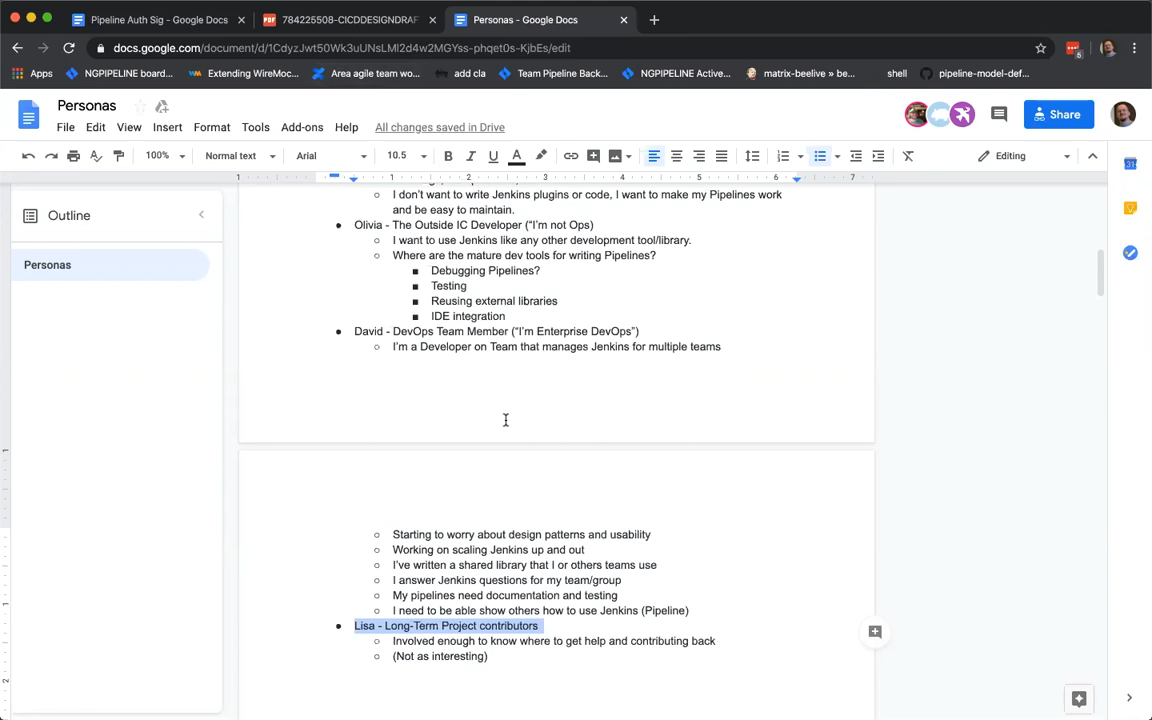 Pipeline Auth Sig - Google Docs
784225508-CICDDESIGNDRAF
Personas - Google Docs
docs.google.com/document/d/1CdyzJwt50Wk3uUNsLMl2d4w2MGYss-phqet0s-KjbEs/edit
6
Apps
NGPIPELINE board...
Extending WireMoc...
Area agile team wo...
add cla
Team Pipeline Back...
NGPIPELINE Active...
matrix-beelive » be...
shell
pipeline-model-def...
Personas
File Edit View Insert Format Tools Add-ons Help All changes saved in Drive
Share
100% Normal text Arial 10.5 B I U A Editing
31
1 1 2 3 4 5 6 7
Outline
Personas
○ I don't want to write Jenkins plugins or code, I want to make my Pipelines work
and be easy to maintain.
● Olivia - The Outside IC Developer ("I'm not Ops)
○ I want to use Jenkins like any other development tool/library.
○ Where are the mature dev tools for writing Pipelines?
■ Debugging Pipelines?
■ Testing
■ Reusing external libraries
■ IDE integration
● David - DevOps Team Member ("I'm Enterprise DevOps")
○ I'm a Developer on Team that manages Jenkins for multiple teams
○ Starting to worry about design patterns and usability
○ Working on scaling Jenkins up and out
○ I've written a shared library that I or others teams use
○ I answer Jenkins questions for my team/group
○ My pipelines need documentation and testing
○ I need to be able show others how to use Jenkins (Pipeline)
● Lisa - Long-Term Project contributors
○ Involved enough to know where to get help and contributing back
○ (Not as interesting)